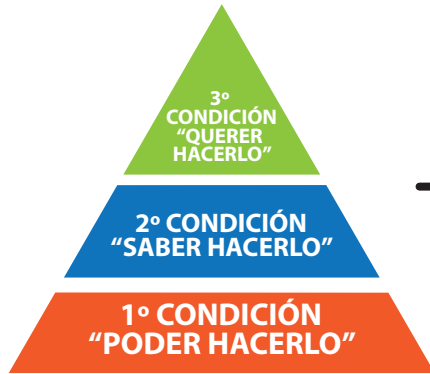 3º
CONDICIÓN
“QUERER
HACERLO”
2º CONDICIÓN
“SABER HACERLO”
1º CONDICIÓN
“PODER HACERLO”